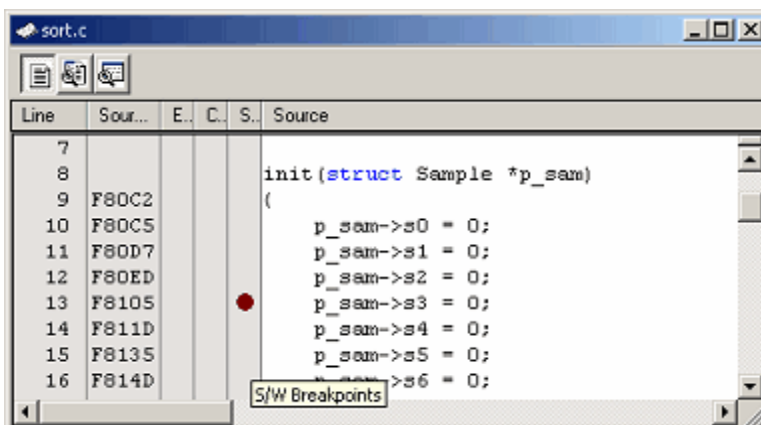 sort.c
Line Sour... E.. C.. S.. Source
7
8 init(struct Sample *p_sam)
9 F80C2 {
10 F80C5 p_sam->s0 = 0;
11 F80D7 p_sam->s1 = 0;
12 F80ED p_sam->s2 = 0;
13 F8105 p_sam->s3 = 0;
14 F811D p_sam->s4 = 0;
15 F8135 p_sam->s5 = 0;
16 F814D >s6 = 0;
S/W Breakpoints